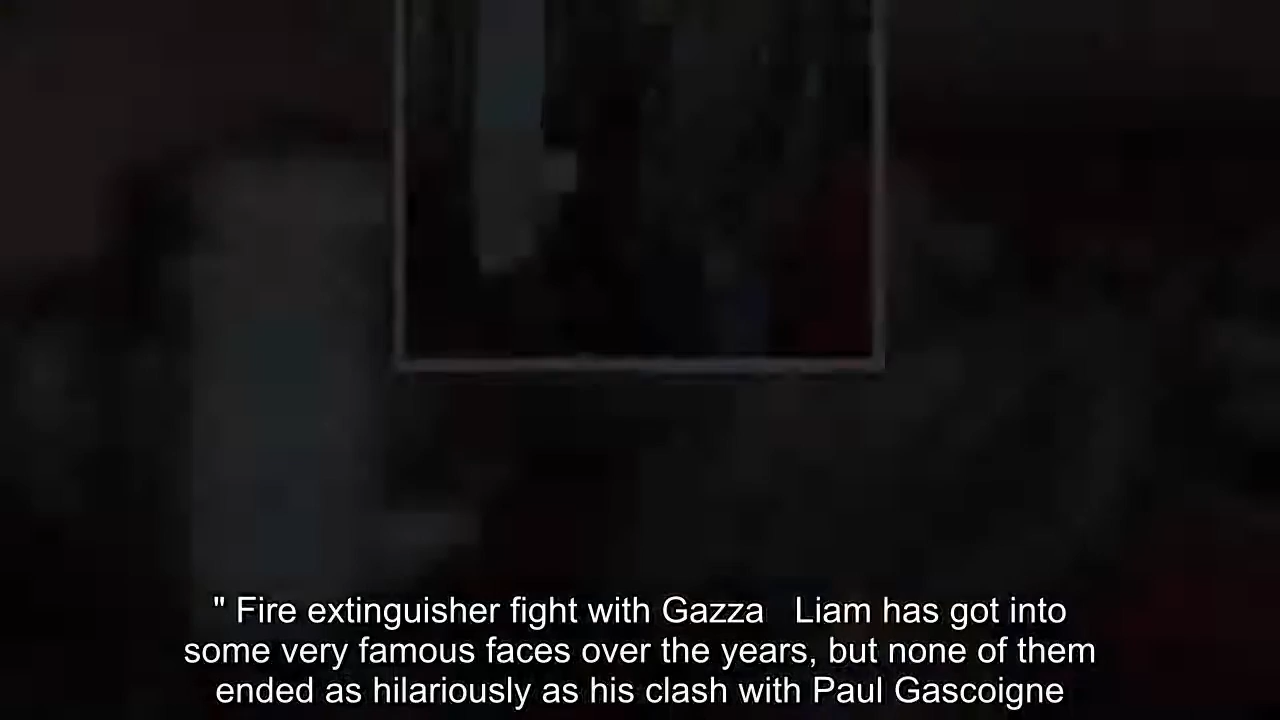 " Fire extinguisher fight with Gazza   Liam has got into
some very famous faces over the years, but none of them
ended as hilariously as his clash with Paul Gascoigne